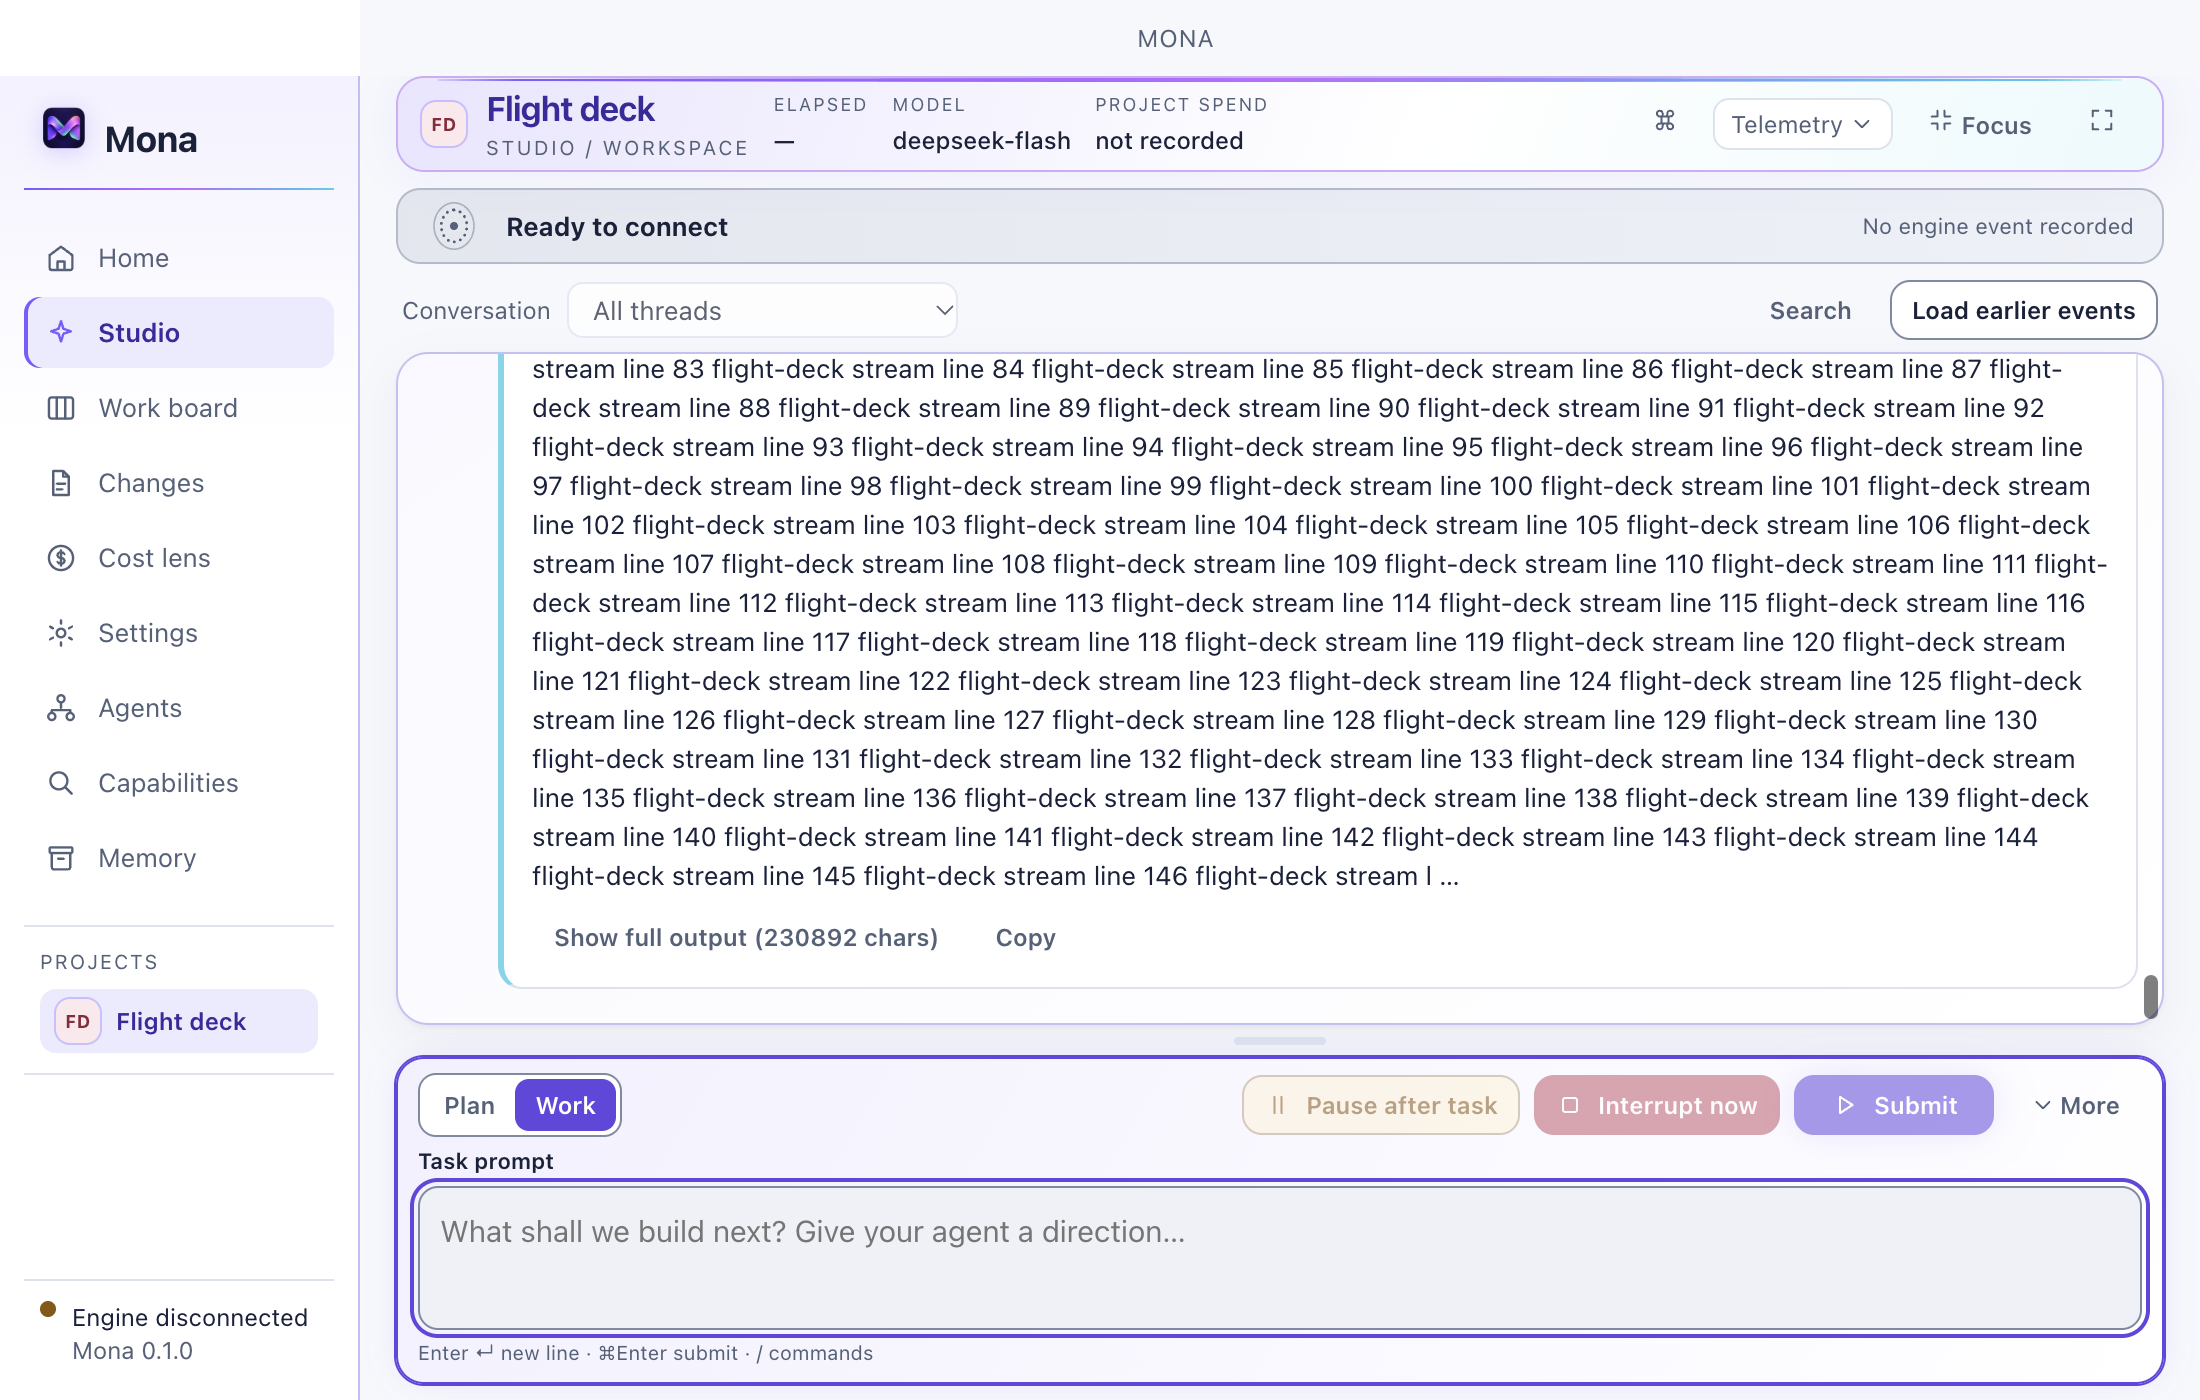 MONA
Mona
Home
Studio
Work board
Changes
Cost lens
Settings
Agents
Capabilities
Memory
PROJECTS
FD Flight deck
Engine disconnected
Mona 0.1.0
FD
Flight deck
STUDIO / WORKSPACE
ELAPSED
—
MODEL
deepseek-flash
PROJECT SPEND
not recorded
⌘
Telemetry
Focus
Ready to connect
No engine event recorded
Conversation
All threads
Search
Load earlier events
stream line 83 flight-deck stream line 84 flight-deck stream line 85 flight-deck stream line 86 flight-deck stream line 87 flight-
deck stream line 88 flight-deck stream line 89 flight-deck stream line 90 flight-deck stream line 91 flight-deck stream line 92
flight-deck stream line 93 flight-deck stream line 94 flight-deck stream line 95 flight-deck stream line 96 flight-deck stream line
97 flight-deck stream line 98 flight-deck stream line 99 flight-deck stream line 100 flight-deck stream line 101 flight-deck stream
line 102 flight-deck stream line 103 flight-deck stream line 104 flight-deck stream line 105 flight-deck stream line 106 flight-deck
stream line 107 flight-deck stream line 108 flight-deck stream line 109 flight-deck stream line 110 flight-deck stream line 111 flight-
deck stream line 112 flight-deck stream line 113 flight-deck stream line 114 flight-deck stream line 115 flight-deck stream line 116
flight-deck stream line 117 flight-deck stream line 118 flight-deck stream line 119 flight-deck stream line 120 flight-deck stream
line 121 flight-deck stream line 122 flight-deck stream line 123 flight-deck stream line 124 flight-deck stream line 125 flight-deck
stream line 126 flight-deck stream line 127 flight-deck stream line 128 flight-deck stream line 129 flight-deck stream line 130
flight-deck stream line 131 flight-deck stream line 132 flight-deck stream line 133 flight-deck stream line 134 flight-deck stream
line 135 flight-deck stream line 136 flight-deck stream line 137 flight-deck stream line 138 flight-deck stream line 139 flight-deck
stream line 140 flight-deck stream line 141 flight-deck stream line 142 flight-deck stream line 143 flight-deck stream line 144
flight-deck stream line 145 flight-deck stream line 146 flight-deck stream l ...
Show full output (230892 chars)
Copy
Plan
Work
Pause after task
Interrupt now
Submit
More
Task prompt
What shall we build next? Give your agent a direction...
Enter ↵ new line · ⌘Enter submit · / commands